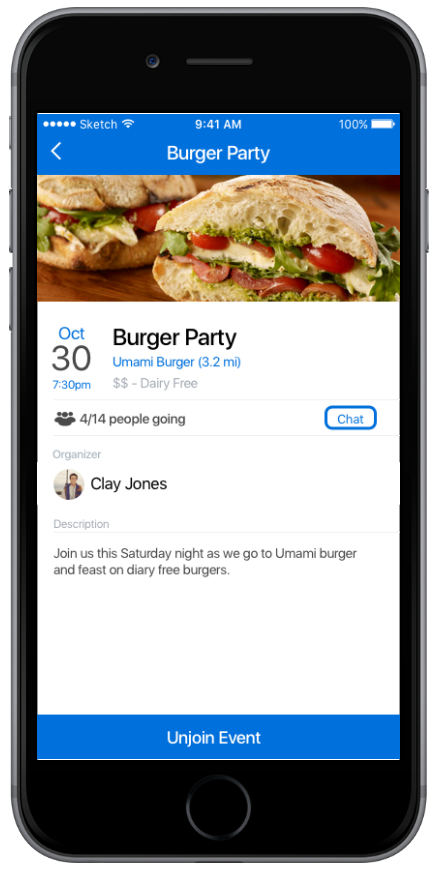 Sketch 9:41 AM 100%
Burger Party
Oct
30
7:30pm
Burger Party
Umami Burger (3.2 mi)
$$ - Dairy Free
4/14 people going
Chat
Organizer
Clay Jones
Description
Join us this Saturday night as we go to Umami burger
and feast on diary free burgers.
Unjoin Event